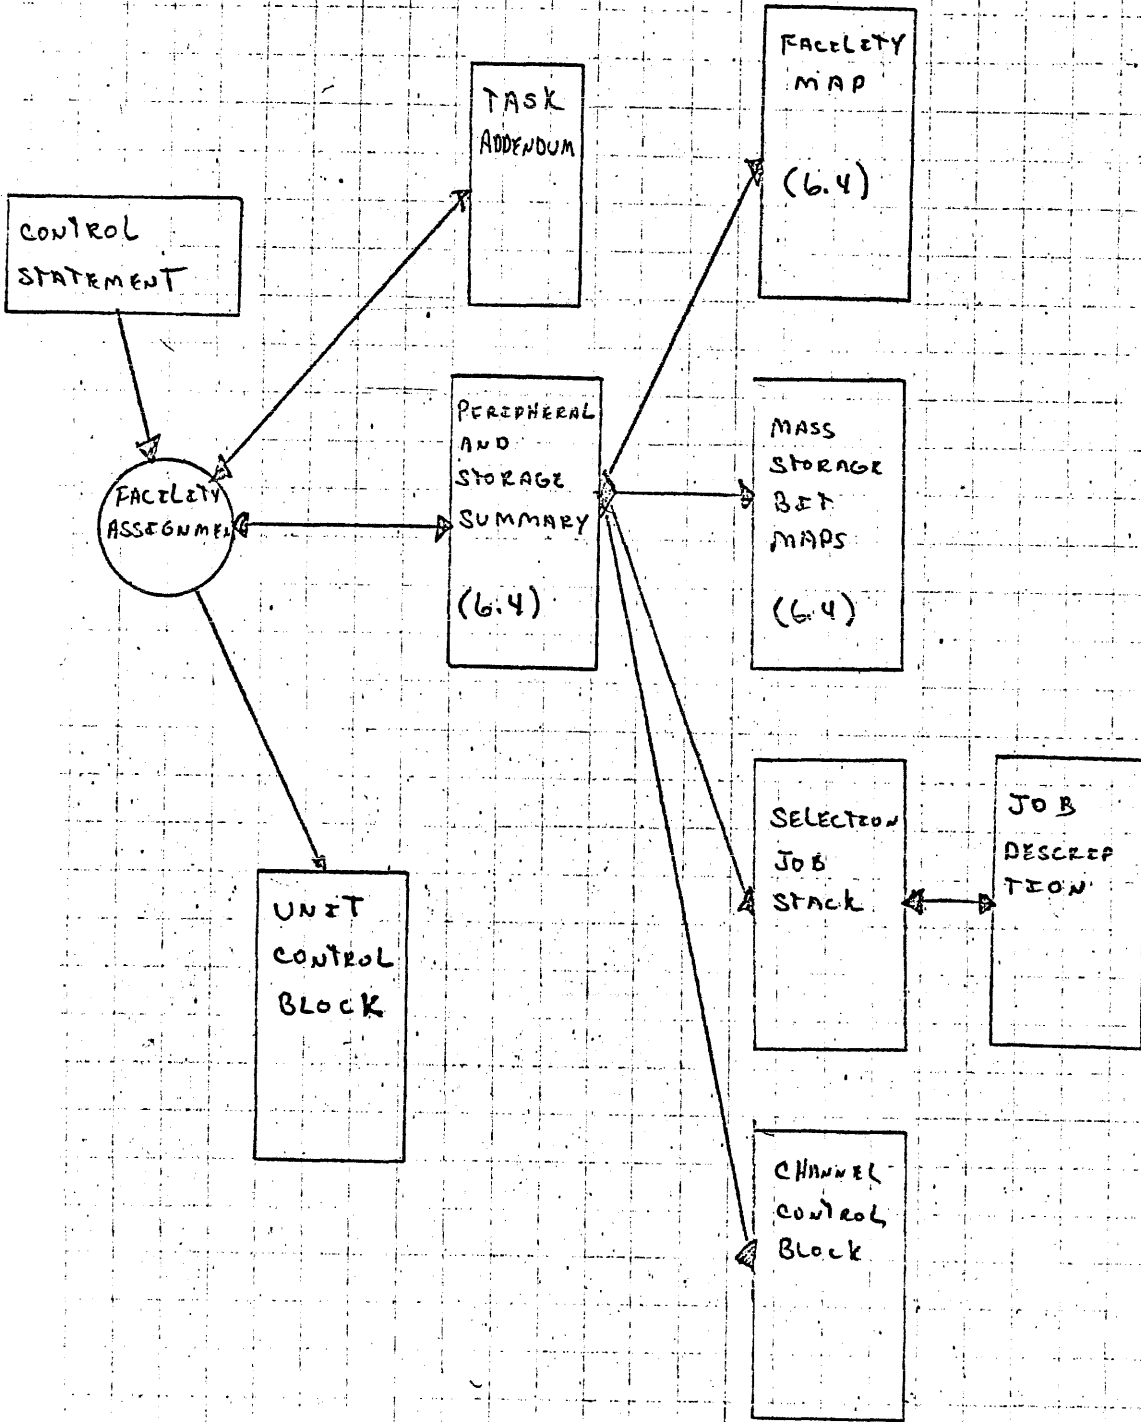 FACILITY
MAP
(6.4)
TASK
ADDENDUM
CONTROL
STATEMENT
PERIPHERAL
AND
STORAGE
SUMMARY
(6.4)
MASS
STORAGE
BIT
MAPS
(6.4)
FACILITY
ASSIGNMEN
SELECTION
JOB
STACK
JOB
DESCRIP
TION
UNIT
CONTROL
BLOCK
CHANNEL
CONTROL
BLOCK